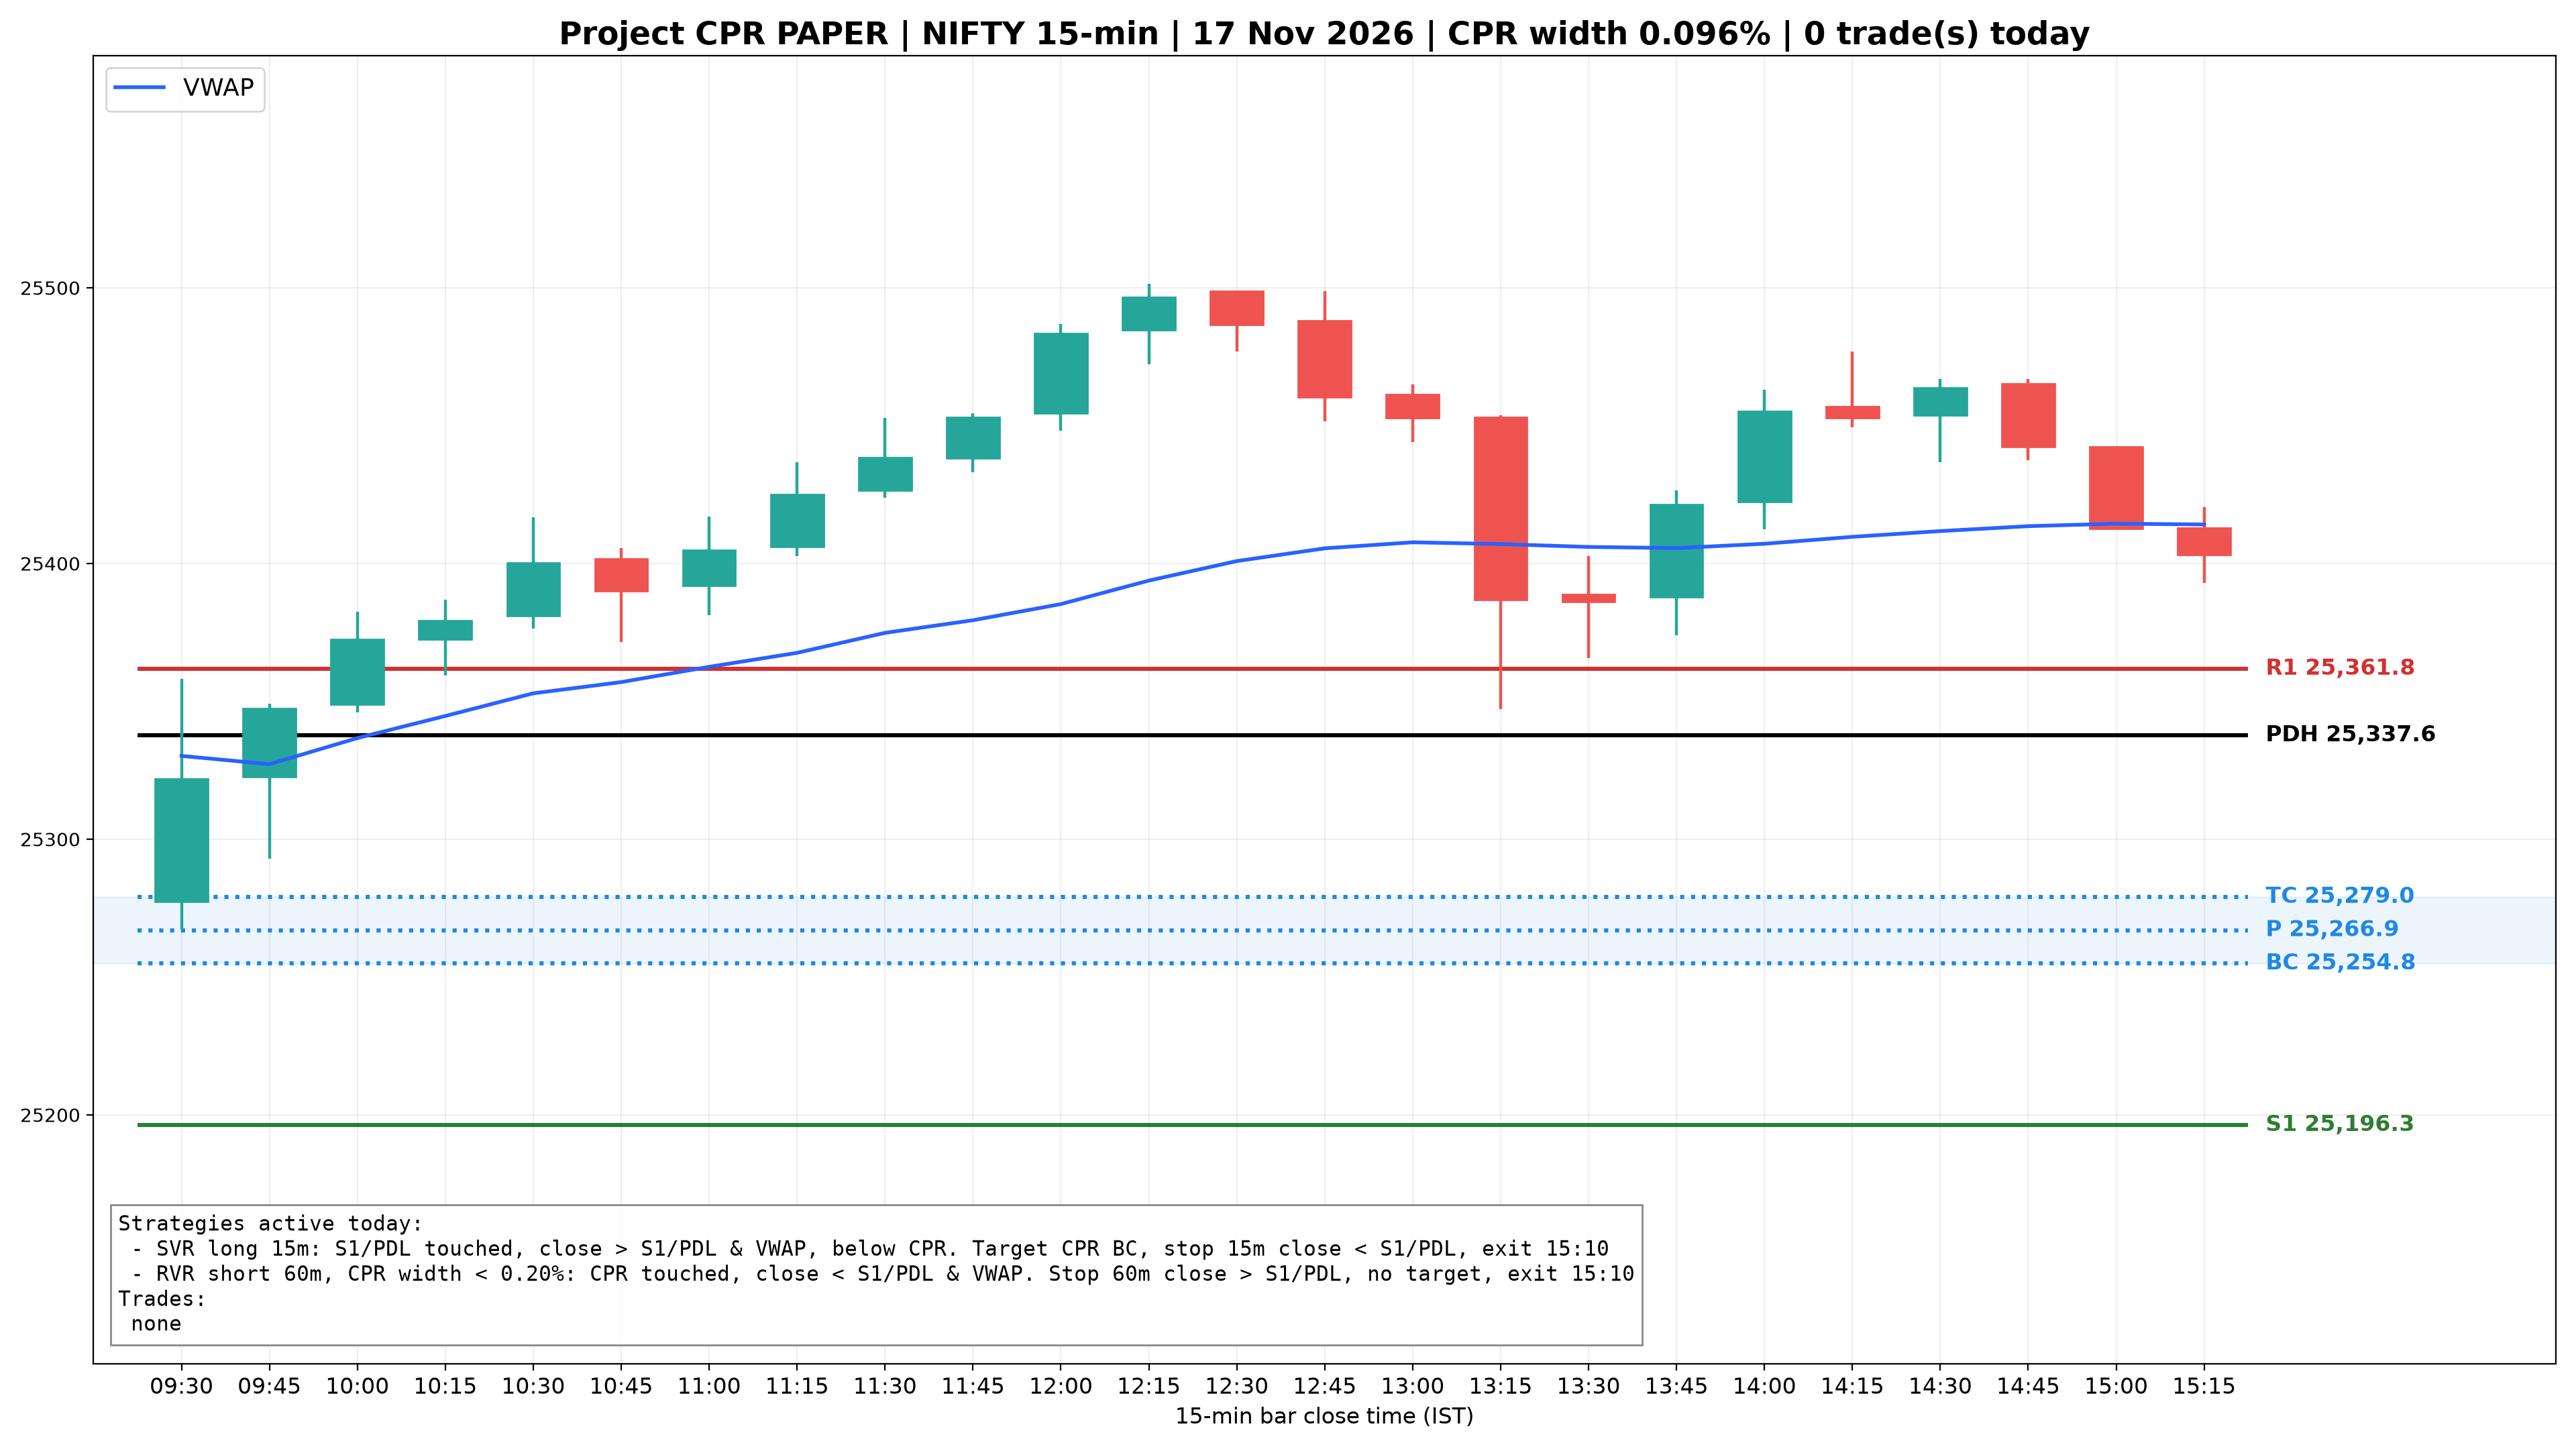 Project CPR PAPER | NIFTY 15-min | 17 Nov 2026 | CPR width 0.096% | 0 trade(s) today
VWAP
25500
25400
25300
25200
R1 25,361.8
PDH 25,337.6
TC 25,279.0
P 25,266.9
BC 25,254.8
S1 25,196.3
Strategies active today:
- SVR long 15m: S1/PDL touched, close > S1/PDL & VWAP, below CPR. Target CPR BC, stop 15m close < S1/PDL, exit 15:10
- RVR short 60m, CPR width < 0.20%: CPR touched, close < S1/PDL & VWAP. Stop 60m close > S1/PDL, no target, exit 15:10
Trades:
none
09:30 09:45 10:00 10:15 10:30 10:45 11:00 11:15 11:30 11:45 12:00 12:15 12:30 12:45 13:00 13:15 13:30 13:45 14:00 14:15 14:30 14:45 15:00 15:15
15-min bar close time (IST)